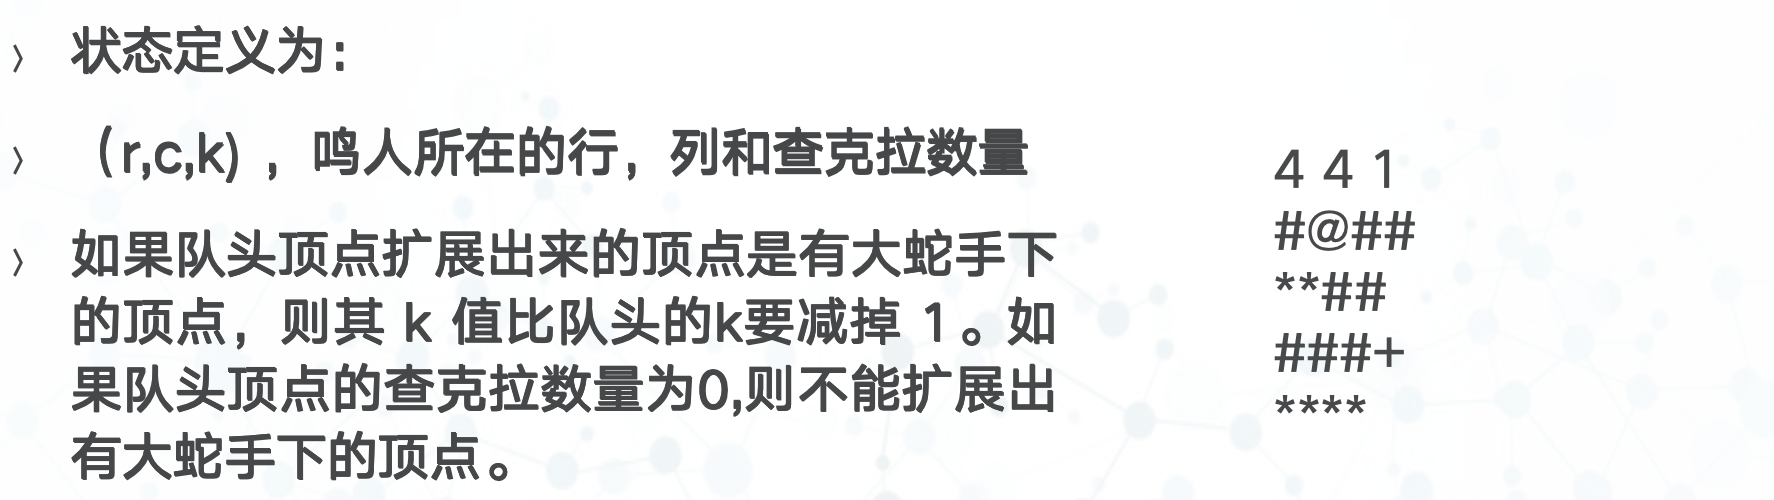 〉 状态定义为：
〉 （r,c,k) ，鸣人所在的行，列和查克拉数量
〉 如果队头顶点扩展出来的顶点是有大蛇手下
的顶点，则其 k 值比队头的k要减掉 1 。如
果队头顶点的查克拉数量为0,则不能扩展出
有大蛇手下的顶点。
4 4 1
#@##
**##
###+
****